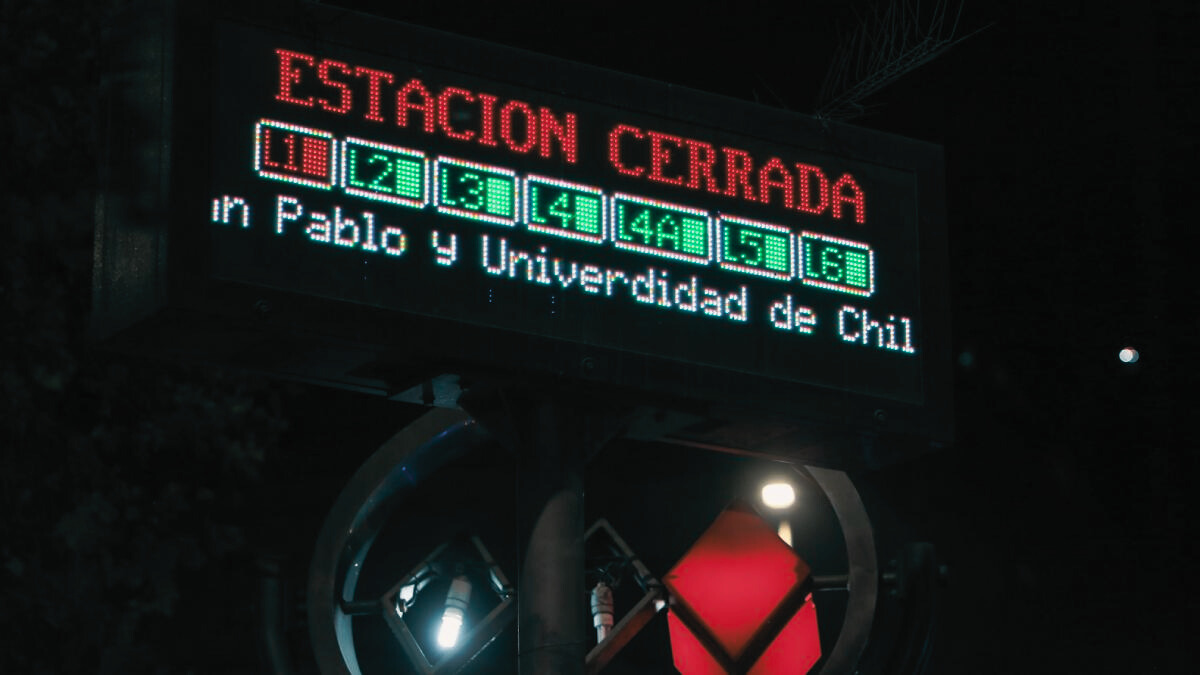 ESTACION CERRADA
L1 L2 L3 L4 L4A L5 L6
n Pablo y Univerdidad de Chil